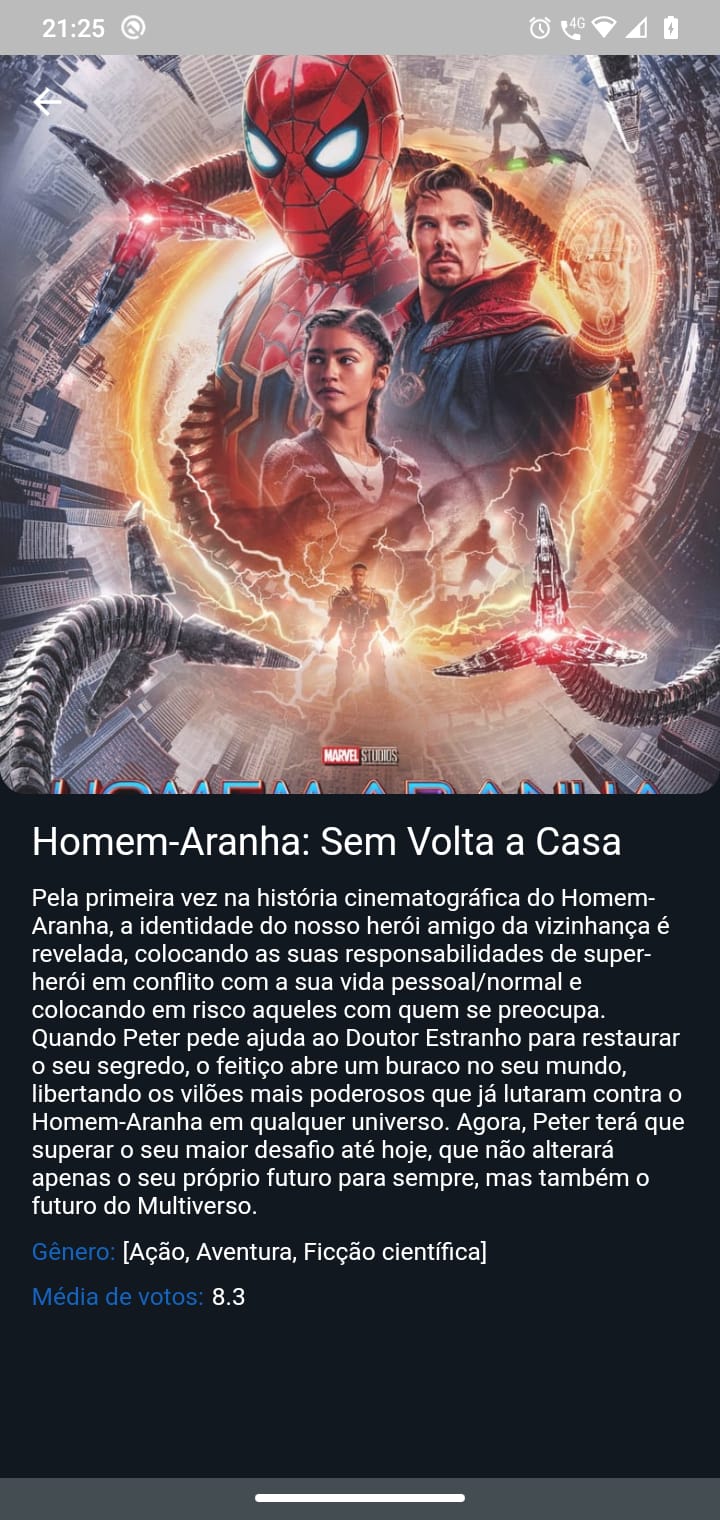 21:25
4G
MARVEL STUDIOS
HOMEM-ARANHA
Homem-Aranha: Sem Volta a Casa
Pela primeira vez na história cinematográfica do Homem-
Aranha, a identidade do nosso herói amigo da vizinhança é
revelada, colocando as suas responsabilidades de super-
herói em conflito com a sua vida pessoal/normal e
colocando em risco aqueles com quem se preocupa.
Quando Peter pede ajuda ao Doutor Estranho para restaurar
o seu segredo, o feitiço abre um buraco no seu mundo,
libertando os vilões mais poderosos que já lutaram contra o
Homem-Aranha em qualquer universo. Agora, Peter terá que
superar o seu maior desafio até hoje, que não alterará
apenas o seu próprio futuro para sempre, mas também o
futuro do Multiverso.
Gênero: [Ação, Aventura, Ficção científica]
Média de votos: 8.3